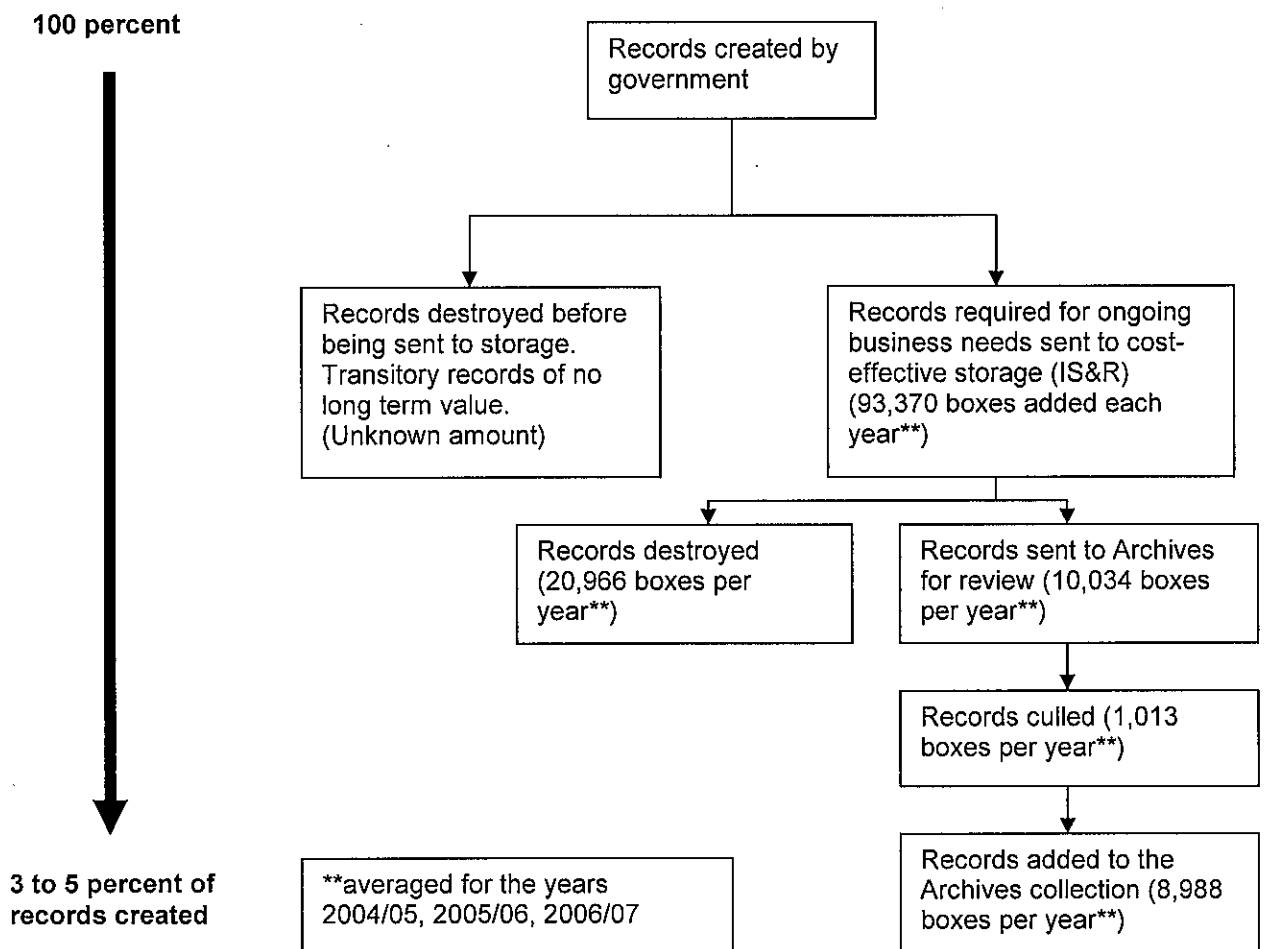 100 percent
Records created by
government
Records destroyed before
being sent to storage.
Transitory records of no
long term value.
(Unknown amount)
Records required for ongoing
business needs sent to cost-
effective storage (IS&R)
(93,370 boxes added each
year**)
Records destroyed
(20,966 boxes per
year**)
Records sent to Archives
for review (10,034 boxes
per year**)
Records culled (1,013
boxes per year**)
Records added to the
Archives collection (8,988
boxes per year**)
3 to 5 percent of
records created
**averaged for the years
2004/05, 2005/06, 2006/07